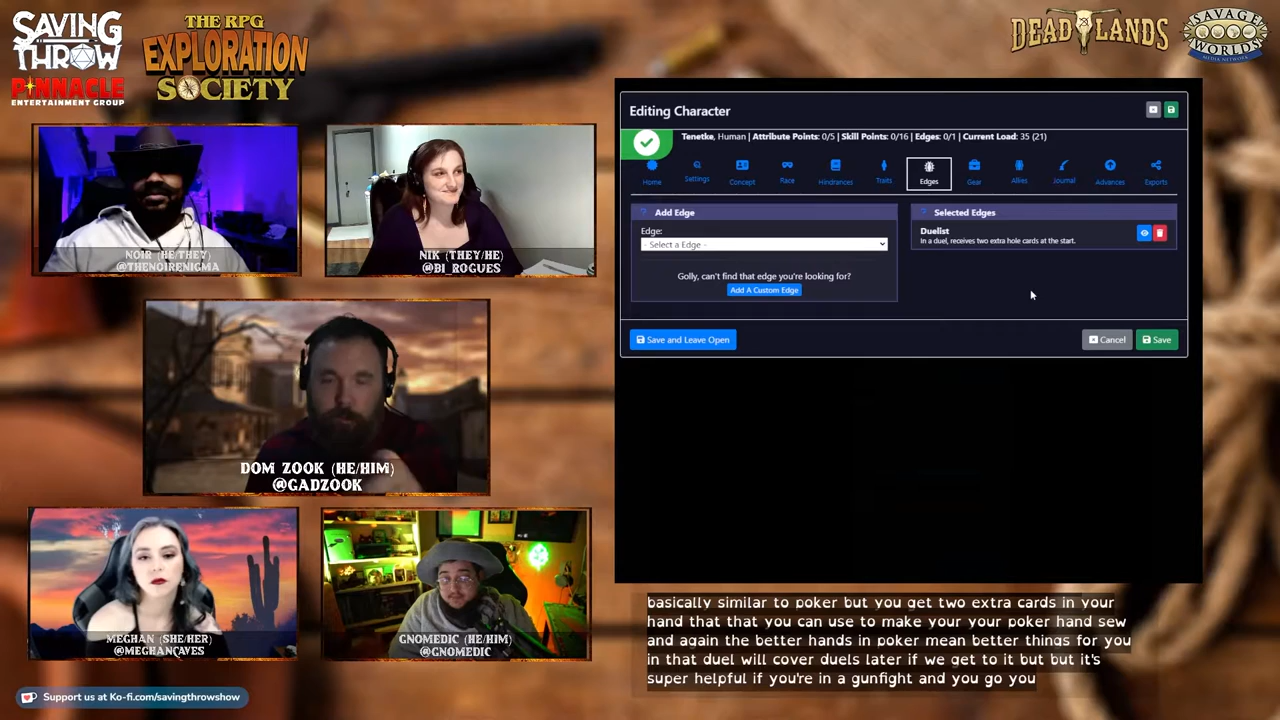 SAVING
THROW
PINNACLE
ENTERTAINMENT GROUP
THE RPG
EXPLORATION
SOCIETY
DEADLANDS
SAVAGE
WORLDS
MEDIA NETWORK
NOIR (HE/THEY)
@THENOIRENIGMA
NIK (THEY/HE)
@BI_ROGUES
DOM ZOOK (HE/HIM)
@GADZOOK
MEGHAN (SHE/HER)
@MEGHANCAVES
GNOMEDIC (HE/HIM)
@GNOMEDIC
Support us at Ko-fi.com/savingthrowshow
Editing Character
Tenetke, Human | Attribute Points: 0/5 | Skill Points: 0/16 | Edges: 0/1 | Current Load: 35 (21)
Home Settings Concept Race Hindrances Traits Edges Gear Allies Journal Advances Exports
Add Edge
Edge:
- Select a Edge -
Golly, can't find that edge you're looking for?
Add A Custom Edge
Selected Edges
Duelist
In a duel, receives two extra hole cards at the start.
Save and Leave Open
Cancel
Save
basically similar to poker but you get two extra cards in your
hand that that you can use to make your your poker hand sew
and again the better hands in poker mean better things for you
in that duel will cover duels later if we get to it but but it's
super helpful if you're in a gunfight and you go you